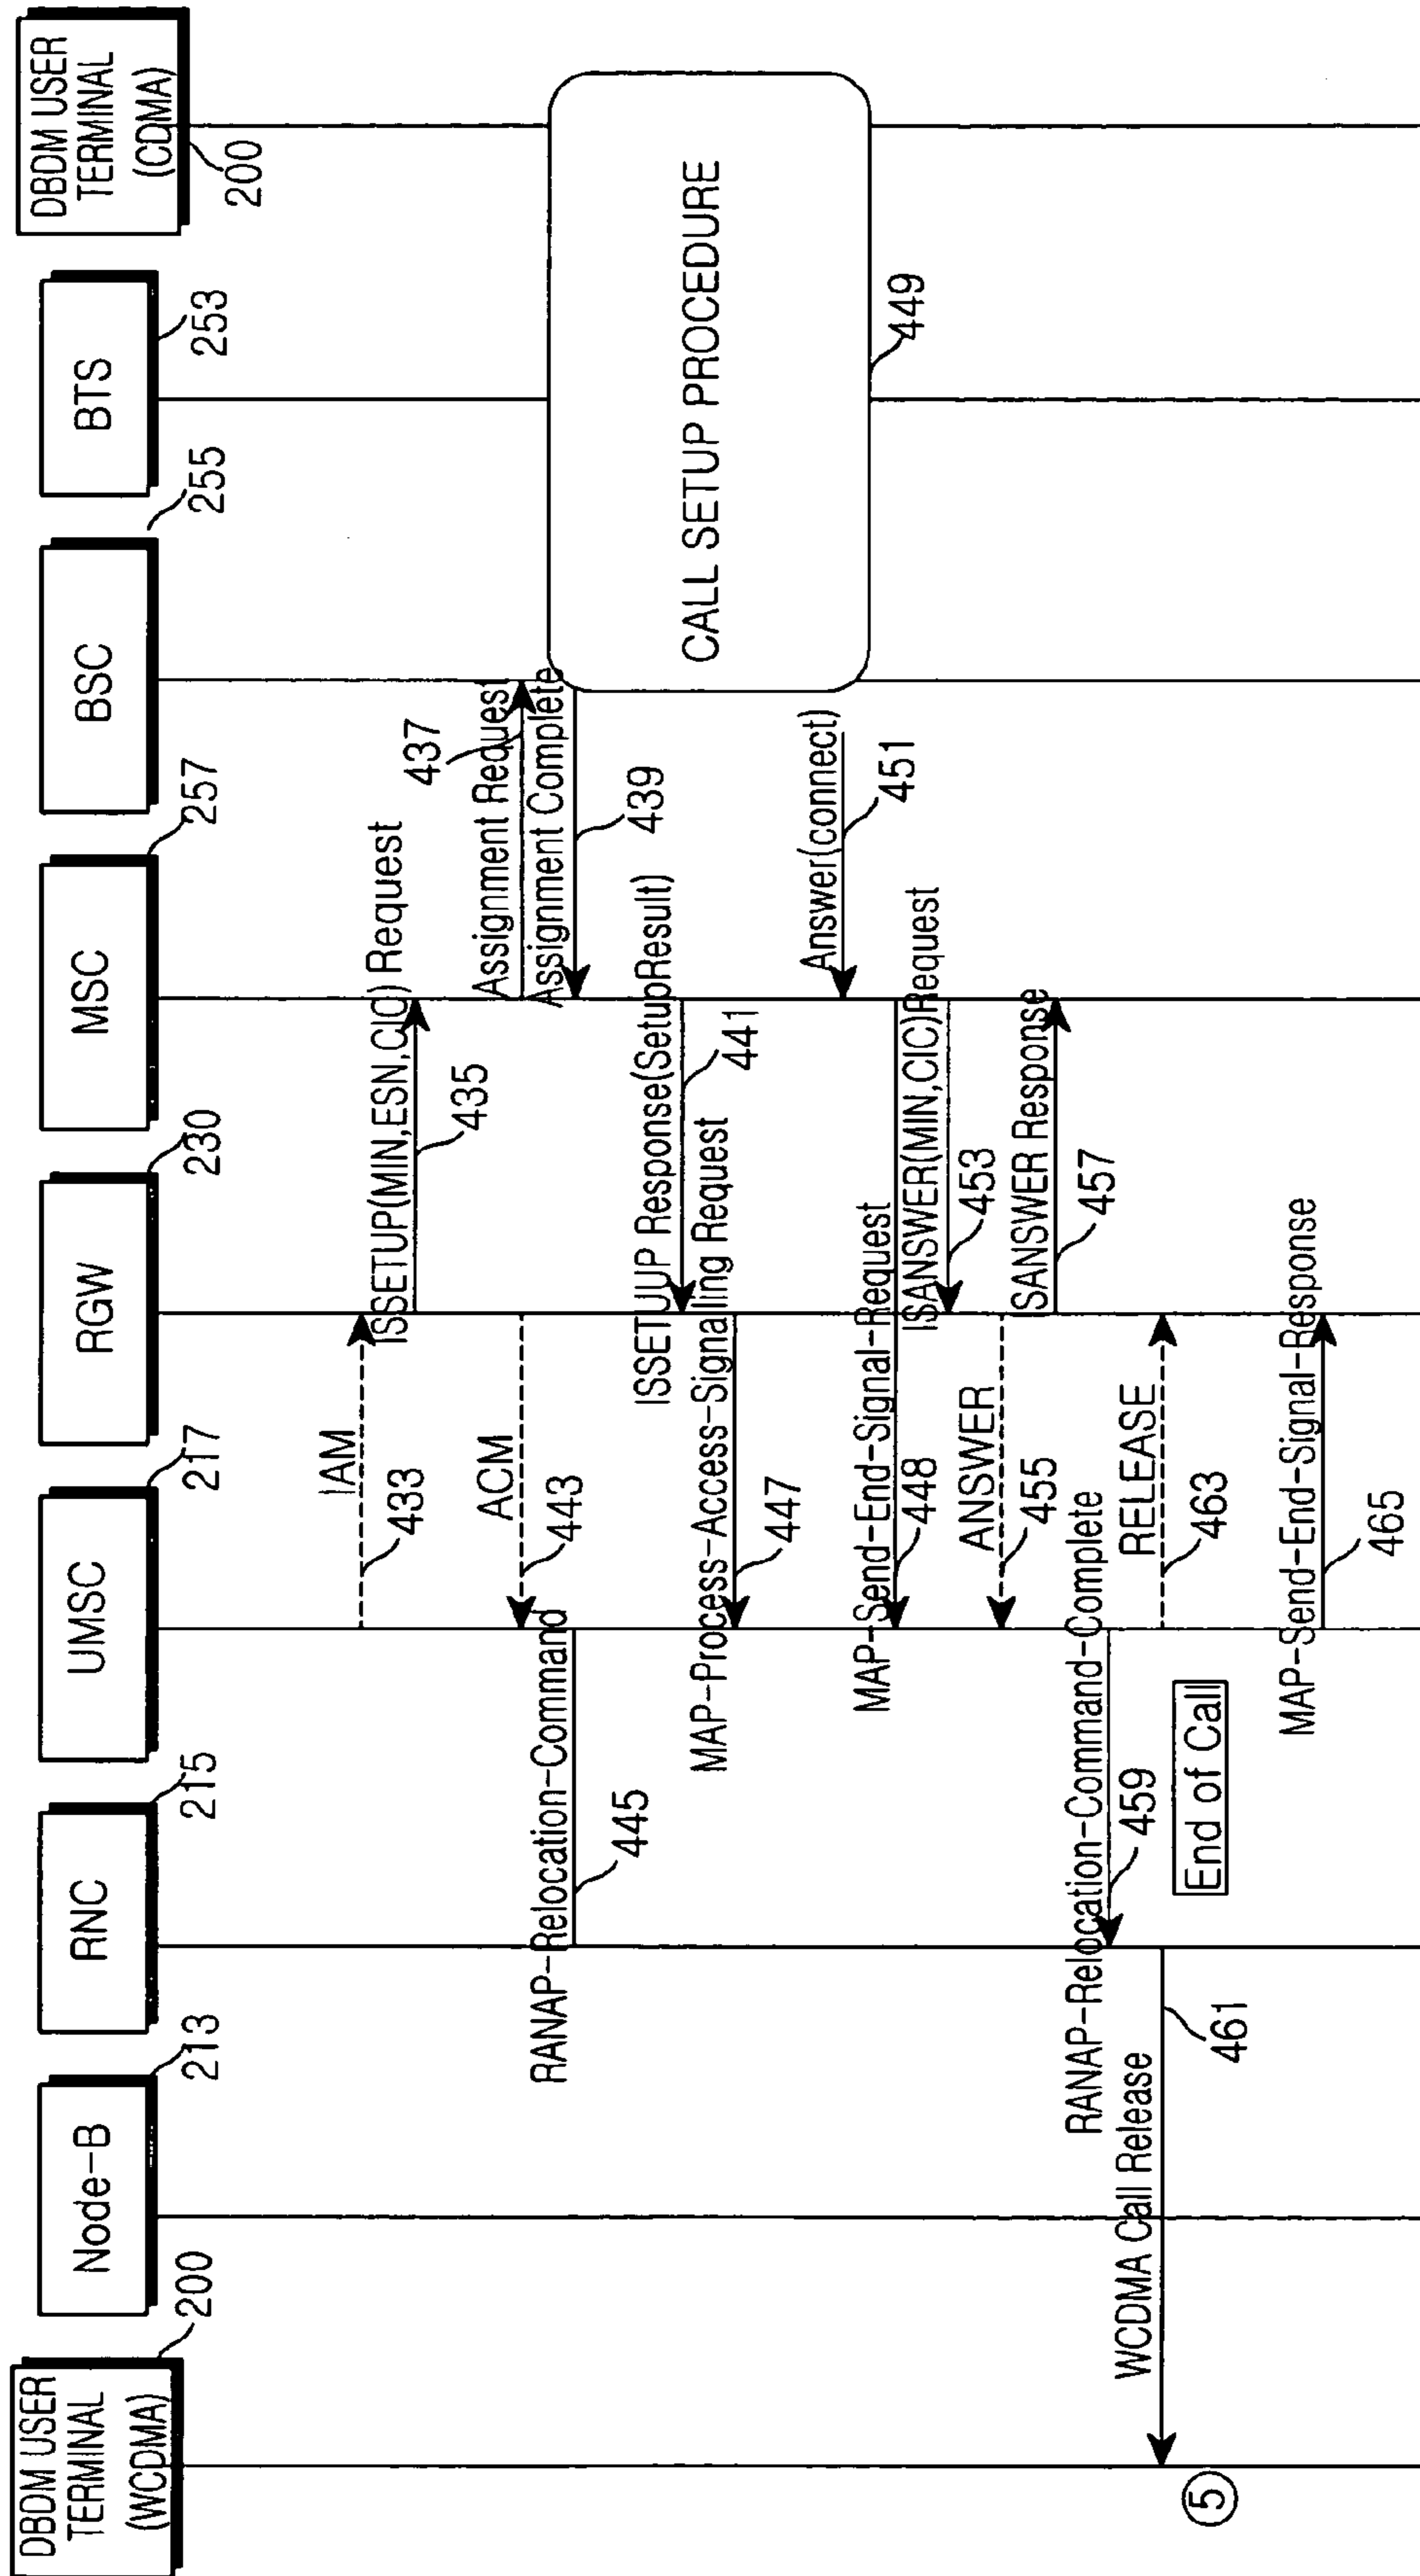 DBDM USER
TERMINAL
(WCDMA)
200
Node-B
213
RNC
215
UMSC
217
RGW
230
MSC
257
BSC
255
BTS
253
DBDM USER
TERMINAL
(CDMA)
200
IAM
433
ISSETUP(MIN,ESN,CIC) Request
435
Assignment Request
437
ACM
443
Assignment Complete
439
RANAP-Relocation-Command
445
ISSETUUP Response(SetupResult)
441
MAP-Process-Access-Signalling Request
447
CALL SETUP PROCEDURE
449
Answer(connect)
451
MAP-Send-End-Signal-Request
448
ISANSWER(MIN,CIC)Request
453
ANSWER
455
SANSWER Response
457
RANAP-Relocation-Command-Complete
459
WCDMA Call Release
461
RELEASE
463
End of Call
MAP-Send-End-Signal-Response
465
5